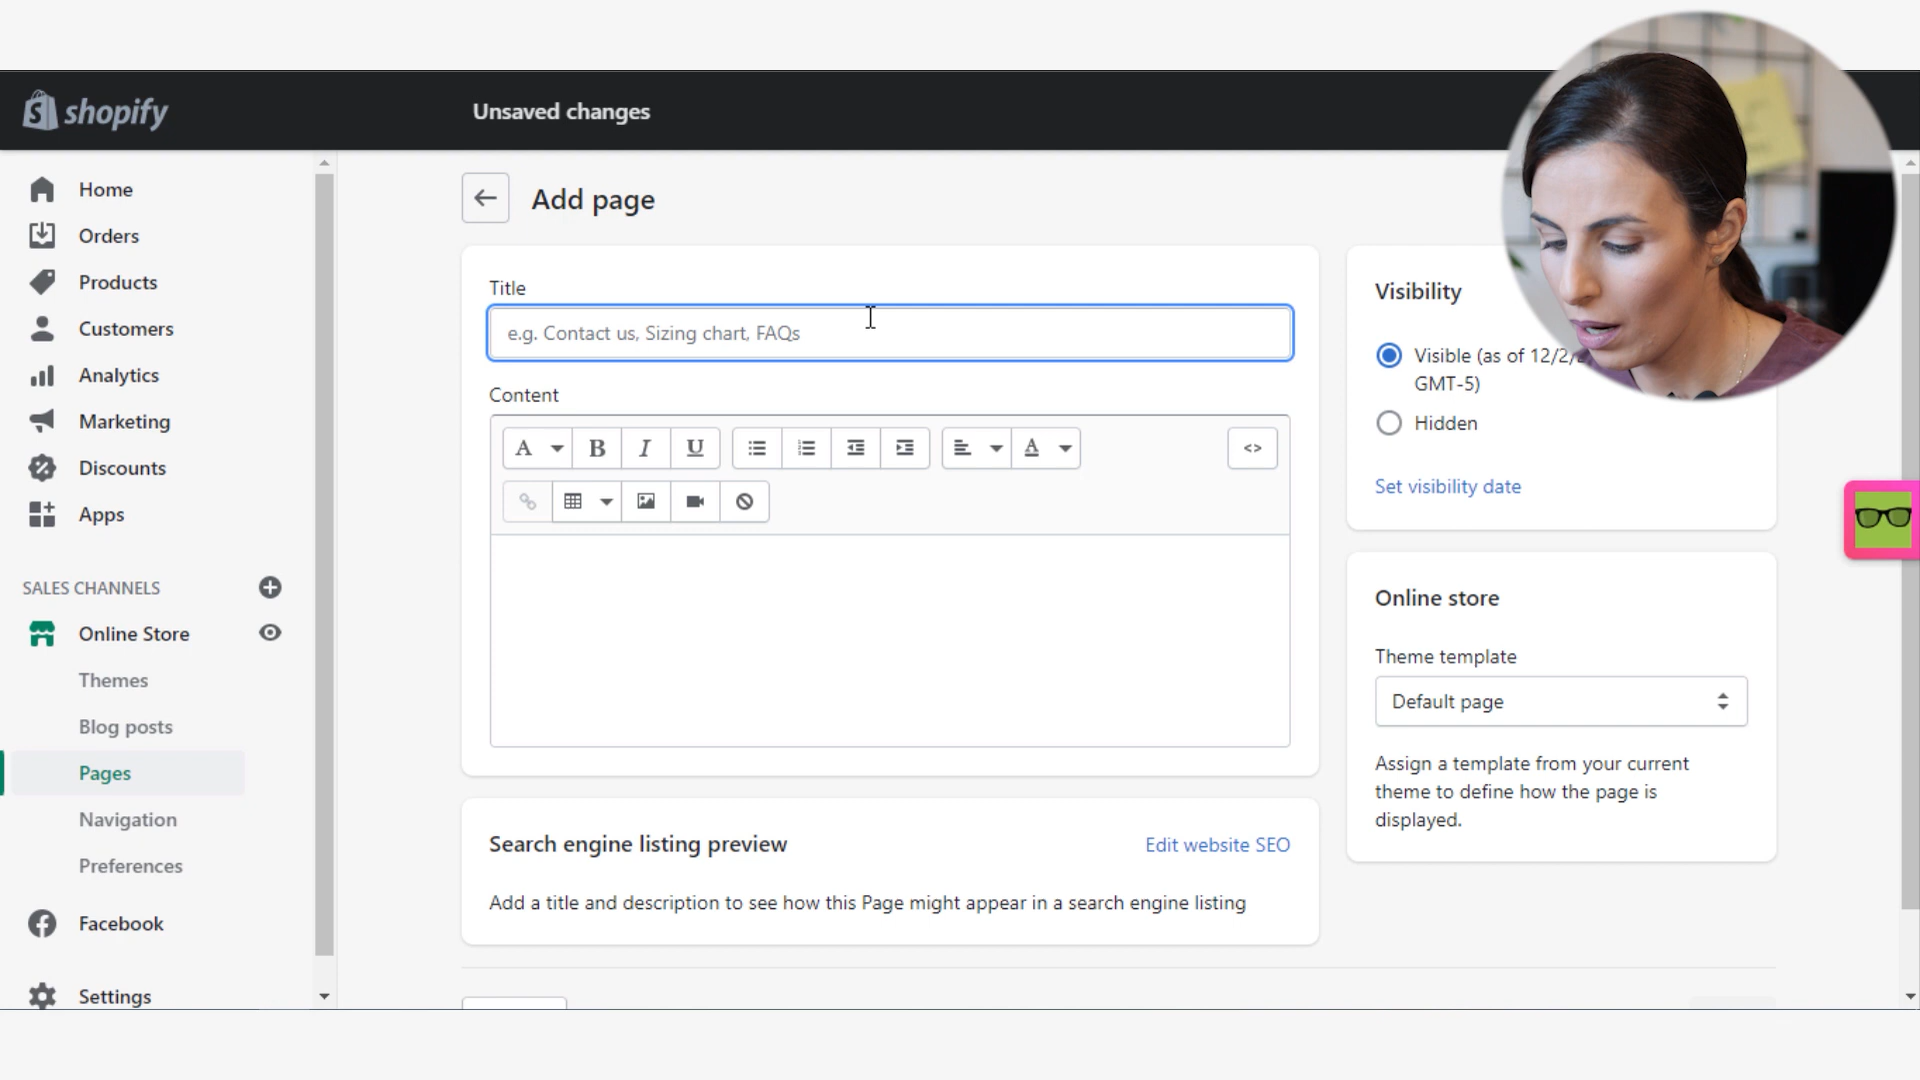 shopify
Unsaved changes
Home
Orders
Products
Customers
Analytics
Marketing
Discounts
Apps
SALES CHANNELS
Online Store
Themes
Blog posts
Pages
Navigation
Preferences
Facebook
Settings
Add page
Title
e.g. Contact us, Sizing chart, FAQs
Content
A B I U A <>
Search engine listing preview
Edit website SEO
Add a title and description to see how this Page might appear in a search engine listing
Visibility
Visible (as of 12/2/
GMT-5)
Hidden
Set visibility date
Online store
Theme template
Default page
Assign a template from your current
theme to define how the page is
displayed.